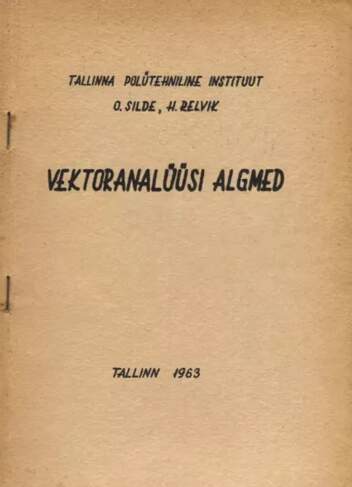 TALLINNA POLÜTEHNILINE INSTITUUT
O. SILDE, H. RELVIK
VEKTORANALÜÜSI ALGMED
TALLINN 1963